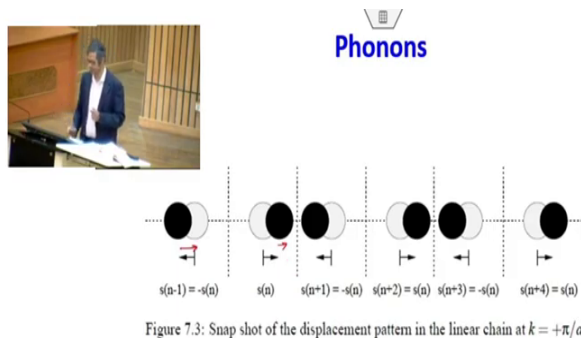 Phonons
s(n-1) = -s(n) s(n) s(n+1) = -s(n) s(n+2) = s(n) s(n+3) = -s(n) s(n+4) = s(n)
Figure 7.3: Snap shot of the displacement pattern in the linear chain at k = +π/a